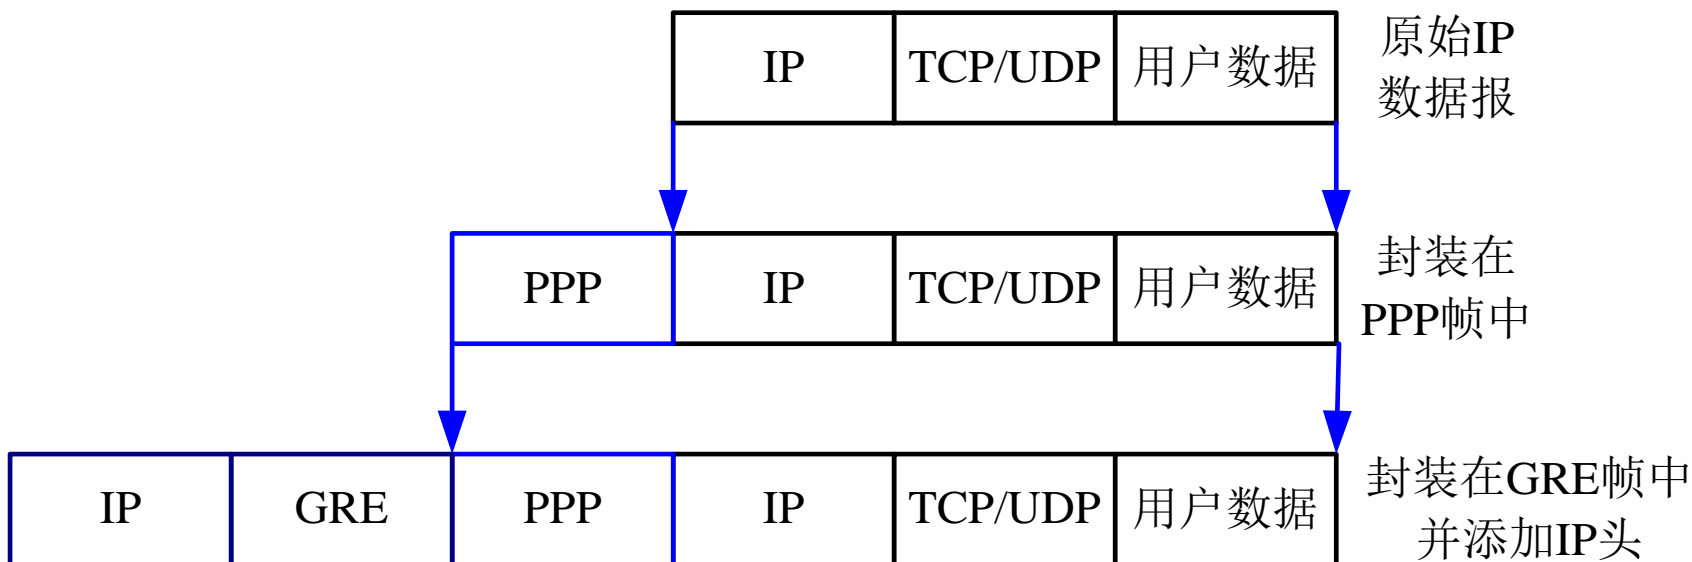 IP TCP/UDP 用户数据 原始IP
数据报
PPP IP TCP/UDP 用户数据 封装在
PPP帧中
IP GRE PPP IP TCP/UDP 用户数据 封装在GRE帧中
并添加IP头